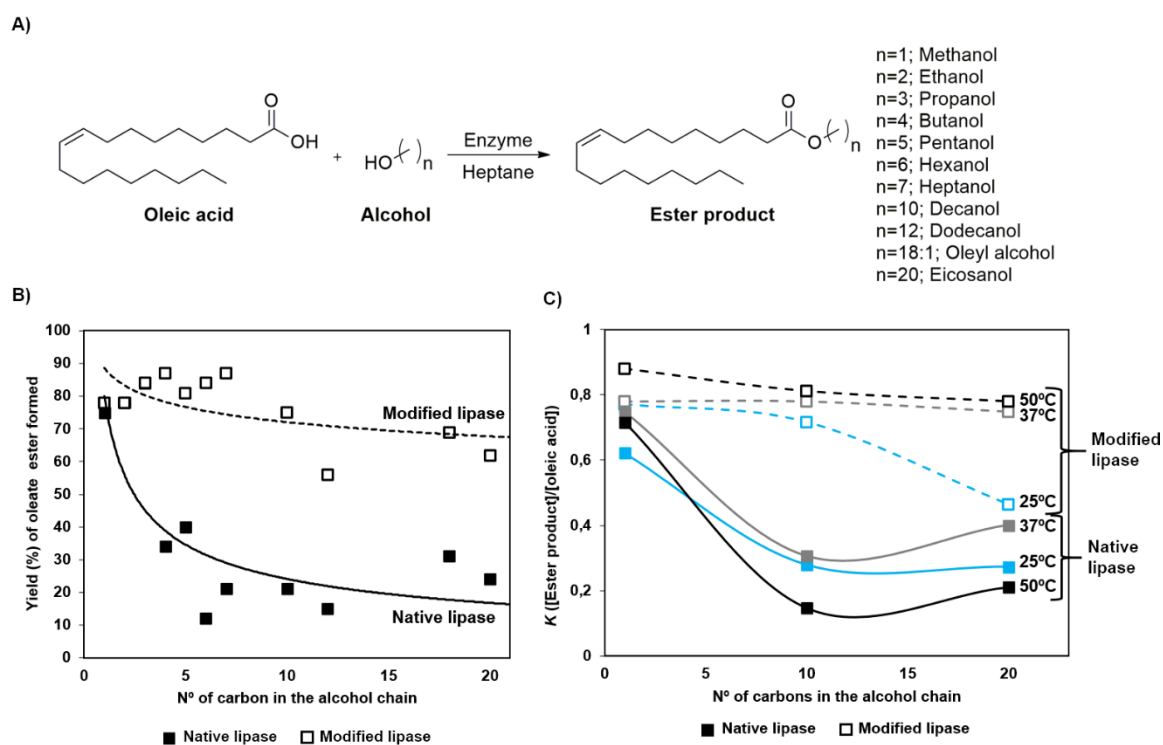 A)
O
OH
+
HO
n
Enzyme
Heptane
O
O
n
Oleic acid
Alcohol
Ester product
n=1; Methanol
n=2; Ethanol
n=3; Propanol
n=4; Butanol
n=5; Pentanol
n=6; Hexanol
n=7; Heptanol
n=10; Decanol
n=12; Dodecanol
n=18:1; Oleyl alcohol
n=20; Eicosanol
B)
Yield (%) of oleate ester formed
100
90
80
70
60
50
40
30
20
10
0
Modified lipase
Native lipase
0 5 10 15 20
Nº of carbon in the alcohol chain
Native lipase Modified lipase
C)
K ([Ester product]/[oleic acid])
1
0,8
0,6
0,4
0,2
0
50ºC
37ºC
25ºC
Modified
lipase
37ºC
25ºC
50ºC
Native
lipase
0 5 10 15 20
Nº of carbons in the alcohol chain
Native lipase Modified lipase